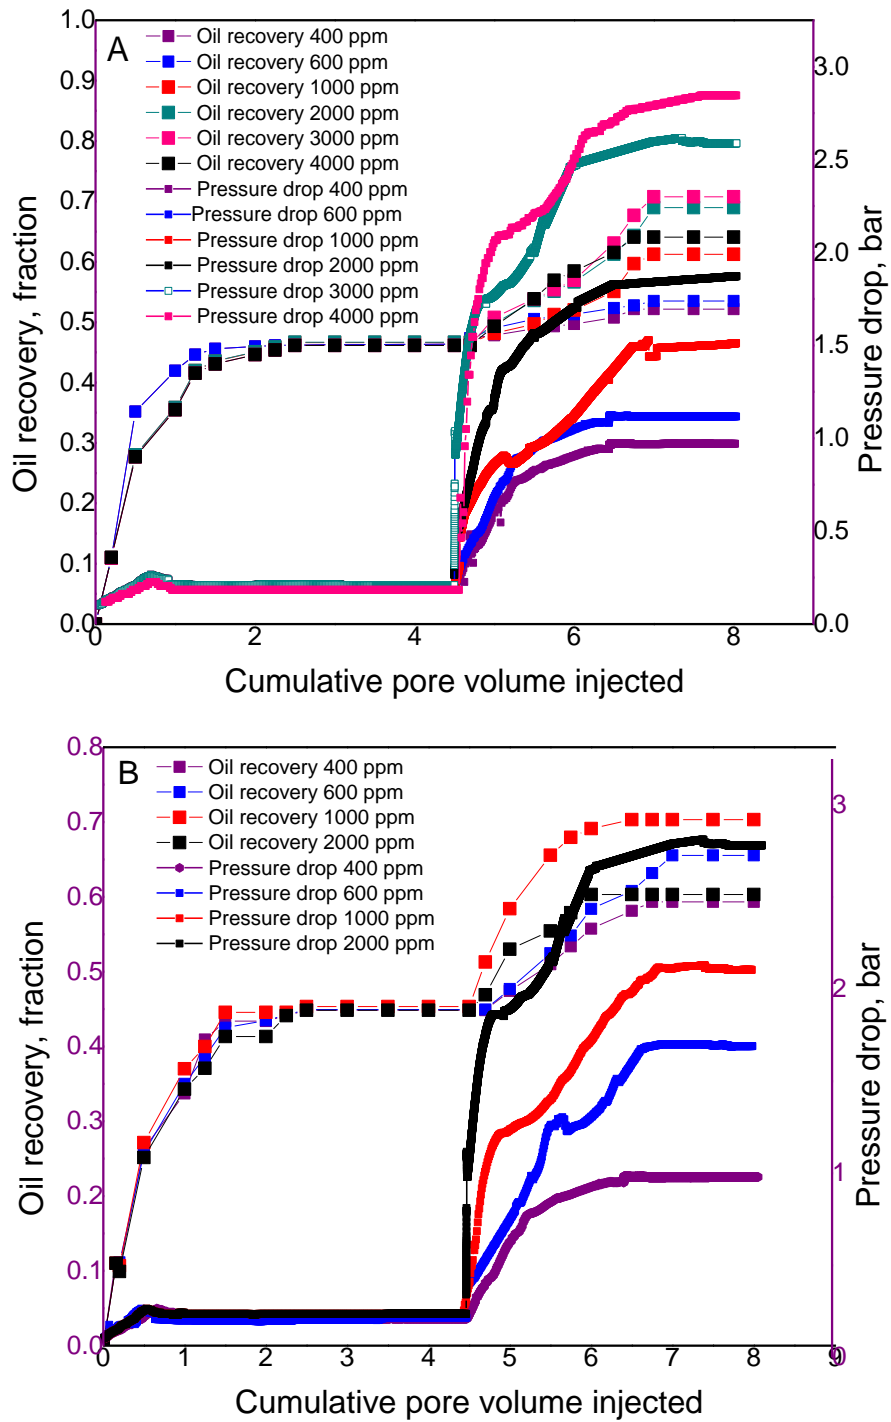 A
Oil recovery 400 ppm
Oil recovery 600 ppm
Oil recovery 1000 ppm
Oil recovery 2000 ppm
Oil recovery 3000 ppm
Oil recovery 4000 ppm
Pressure drop 400 ppm
Pressure drop 600 ppm
Pressure drop 1000 ppm
Pressure drop 2000 ppm
Pressure drop 3000 ppm
Pressure drop 4000 ppm
1.0
0.9
0.8
0.7
0.6
0.5
0.4
0.3
0.2
0.1
0.0
Oil recovery, fraction
3.0
2.5
2.0
1.5
1.0
0.5
0.0
Pressure drop, bar
0 2 4 6 8
Cumulative pore volume injected
B
Oil recovery 400 ppm
Oil recovery 600 ppm
Oil recovery 1000 ppm
Oil recovery 2000 ppm
Pressure drop 400 ppm
Pressure drop 600 ppm
Pressure drop 1000 ppm
Pressure drop 2000 ppm
0.8
0.7
0.6
0.5
0.4
0.3
0.2
0.1
0.0
Oil recovery, fraction
3
2
1
0
Pressure drop, bar
0 1 2 3 4 5 6 7 8 9
Cumulative pore volume injected